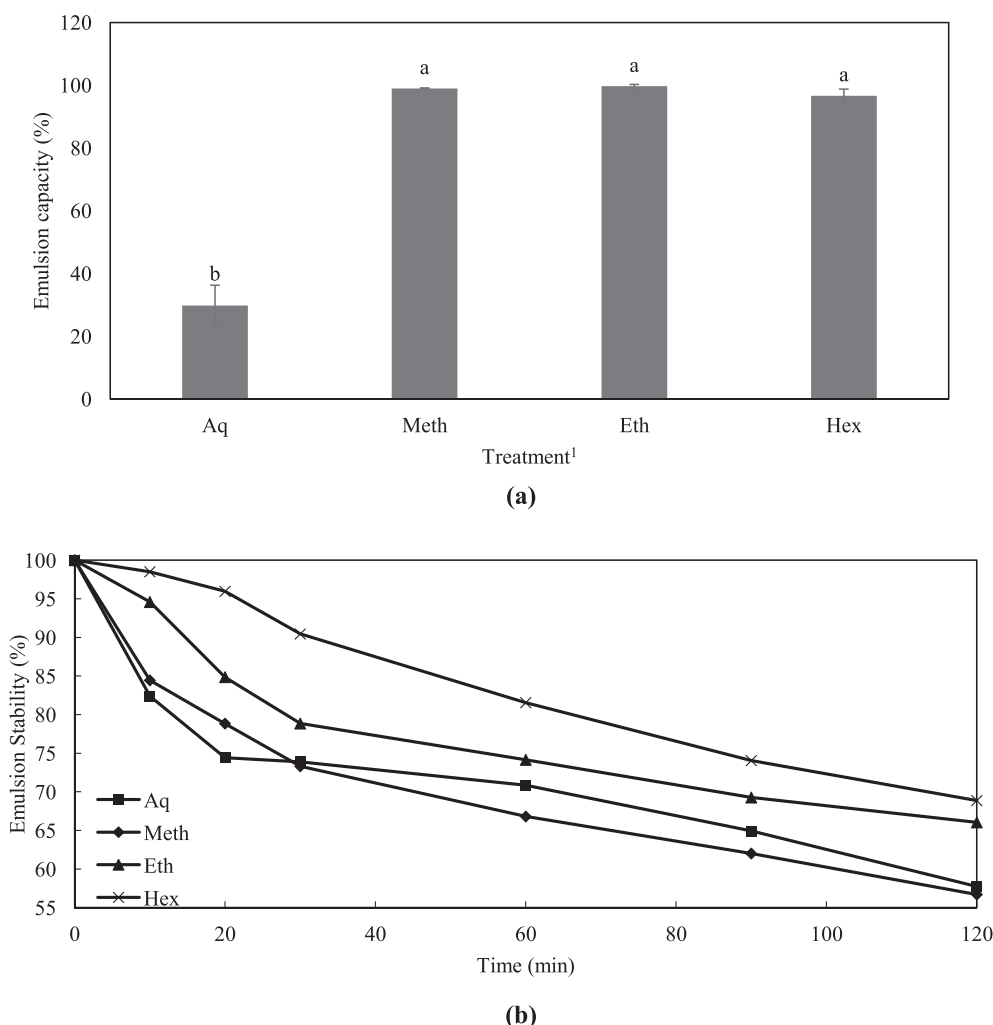 120
100
80
60
40
20
0
Emulsion capacity (%)
b
a
a
a
Aq Meth Eth Hex
Treatment¹
(a)
100
95
90
85
80
75
70
65
60
55
Emulsion Stability (%)
Aq
Meth
Eth
Hex
0 20 40 60 80 100 120
Time (min)
(b)